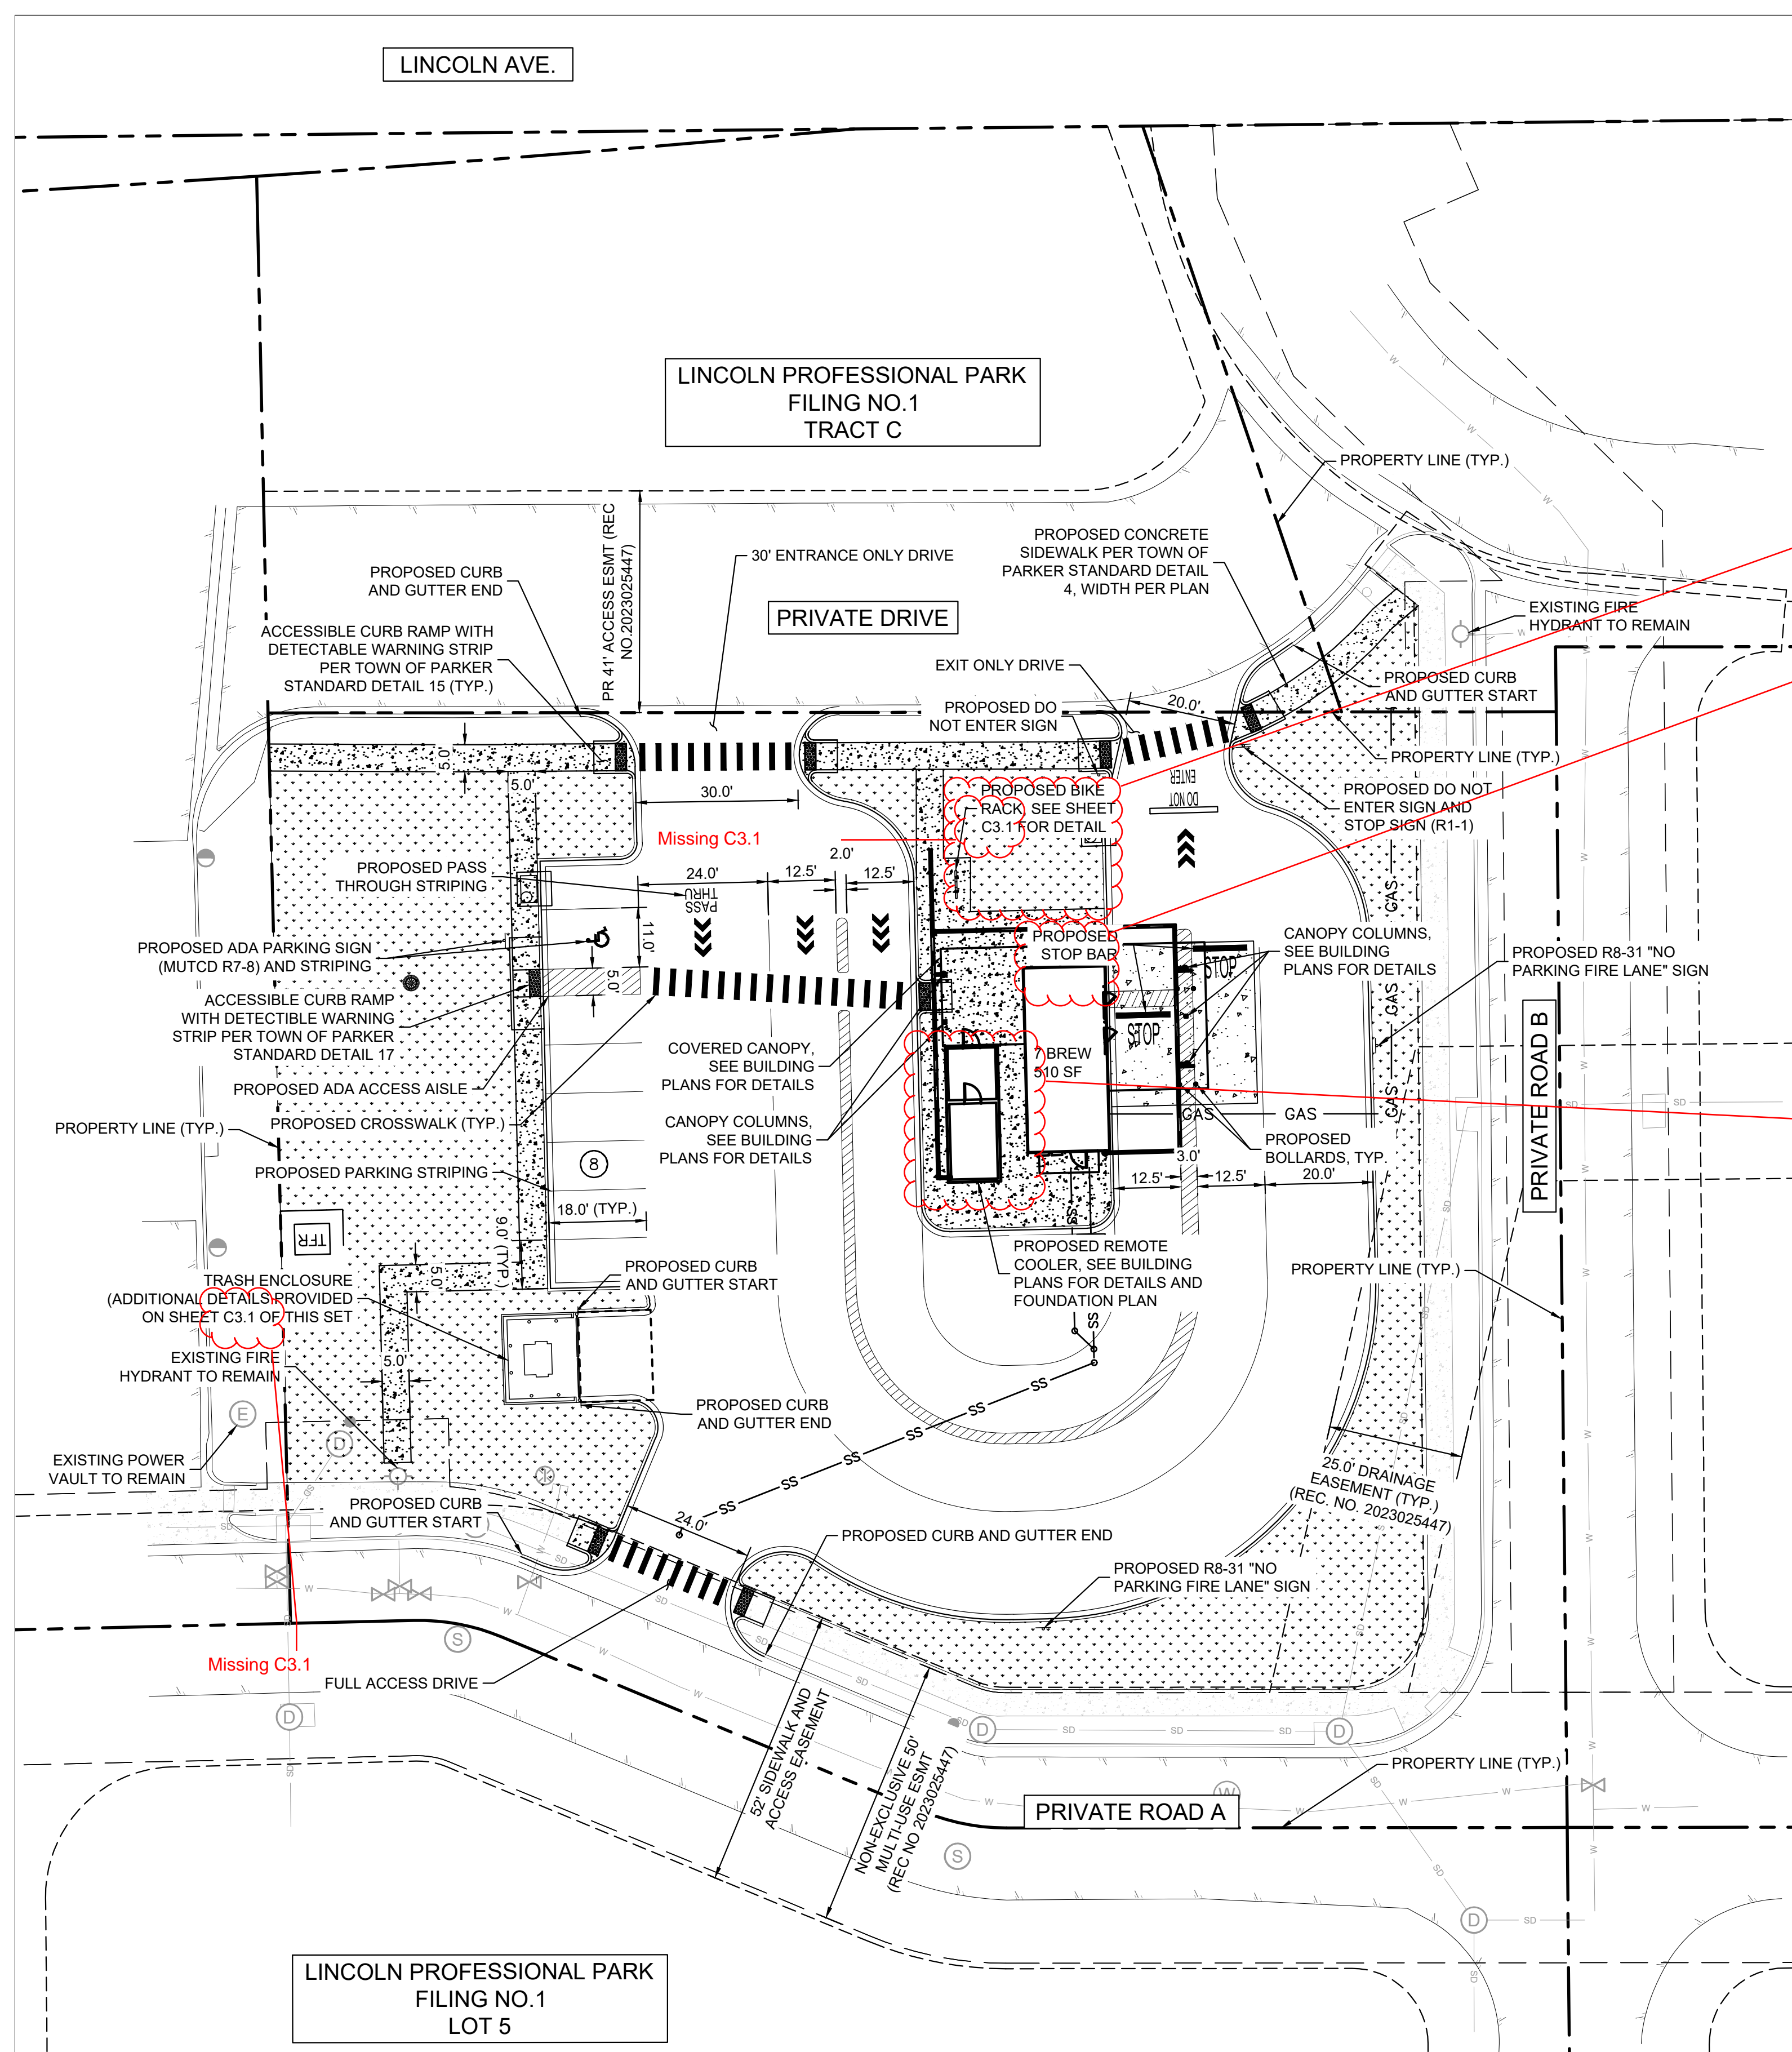 LINCOLN AVE.
LINCOLN PROFESSIONAL PARK
FILING NO.1
TRACT C
PROPERTY LINE (TYP.)
PR 41' ACCESS ESMT (REC
NO.2023025447)
30' ENTRANCE ONLY DRIVE
PROPOSED CONCRETE
SIDEWALK PER TOWN OF
PARKER STANDARD DETAIL
4, WIDTH PER PLAN
PROPOSED CURB
AND GUTTER END
PRIVATE DRIVE
EXISTING FIRE
HYDRANT TO REMAIN
ACCESSIBLE CURB RAMP WITH
DETECTABLE WARNING STRIP
PER TOWN OF PARKER
STANDARD DETAIL 15 (TYP.)
EXIT ONLY DRIVE
PROPOSED CURB
AND GUTTER START
PROPOSED DO
NOT ENTER SIGN
20.0'
PROPERTY LINE (TYP.)
5.0'
5.0'
30.0'
PROPOSED BIKE
RACK, SEE SHEET
C3.1 FOR DETAIL
ENTER
DO NOT
PROPOSED DO NOT
ENTER SIGN AND
STOP SIGN (R1-1)
Missing C3.1
PROPOSED PASS
THROUGH STRIPING
24.0'
12.5'
2.0'
12.5'
THRU
PASS
11.0'
5.0'
GAS
GAS
GAS
GAS
PROPOSED ADA PARKING SIGN
(MUTCD R7-8) AND STRIPING
PROPOSED
STOP BAR
CANOPY COLUMNS,
SEE BUILDING
PLANS FOR DETAILS
PROPOSED R8-31 "NO
PARKING FIRE LANE" SIGN
STOP
STOP
ACCESSIBLE CURB RAMP
WITH DETECTIBLE WARNING
STRIP PER TOWN OF PARKER
STANDARD DETAIL 17
COVERED CANOPY,
SEE BUILDING
PLANS FOR DETAILS
7 BREW
510 SF
PRIVATE ROAD B
PROPOSED ADA ACCESS AISLE
PROPERTY LINE (TYP.)
PROPOSED CROSSWALK (TYP.)
CANOPY COLUMNS,
SEE BUILDING
PLANS FOR DETAILS
GAS
GAS
PROPOSED
BOLLARDS, TYP.
PROPOSED PARKING STRIPING
8
3.0'
12.5'
12.5'
20.0'
18.0' (TYP.)
9.0' (TYP.)
TFR
SS
PROPOSED REMOTE
COOLER, SEE BUILDING
PLANS FOR DETAILS AND
FOUNDATION PLAN
PROPERTY LINE (TYP.)
TRASH ENCLOSURE
(ADDITIONAL DETAILS PROVIDED
ON SHEET C3.1 OF THIS SET
5.0'
PROPOSED CURB
AND GUTTER START
EXISTING FIRE
HYDRANT TO REMAIN
5.0'
SS
SS
SS
SS
SS
SS
SS
PROPOSED CURB
AND GUTTER END
E
D
EXISTING POWER
VAULT TO REMAIN
25.0' DRAINAGE
EASEMENT (TYP.)
(REC. NO. 2023025447)
PROPOSED CURB
AND GUTTER START
24.0'
PROPOSED CURB AND GUTTER END
PROPOSED R8-31 "NO
PARKING FIRE LANE" SIGN
S
Missing C3.1
FULL ACCESS DRIVE
D
52' SIDEWALK AND
ACCESS EASEMENT
NON-EXCLUSIVE 50'
MULTI-USE ESMT
(REC NO 2023025447)
D
SD
SD
SD
D
PROPERTY LINE (TYP.)
W
PRIVATE ROAD A
S
D
SD
LINCOLN PROFESSIONAL PARK
FILING NO.1
LOT 5